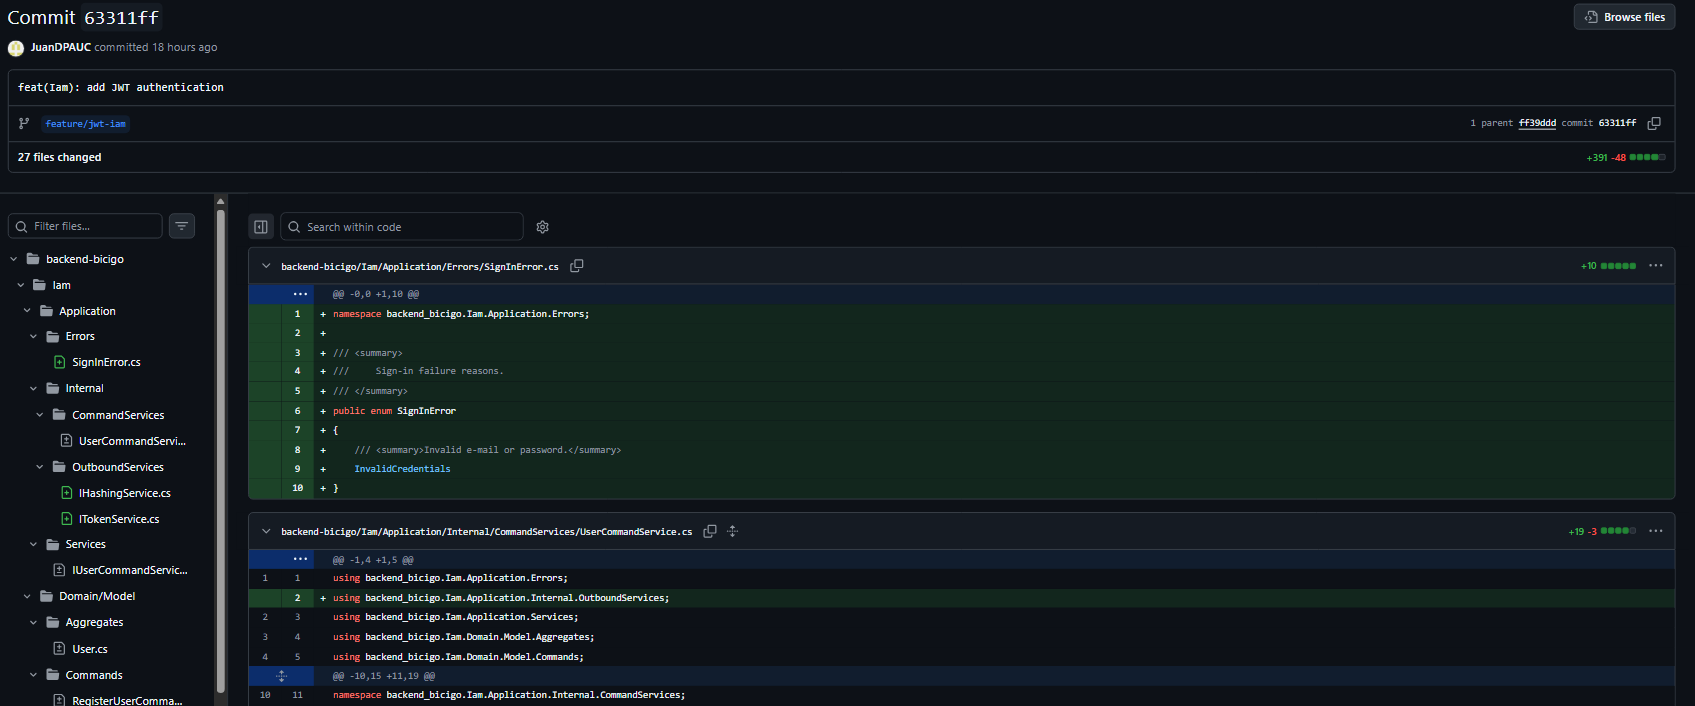 Commit 63311ff
Browse files
JuanDPAUC committed 18 hours ago
feat(Iam): add JWT authentication
feature/jwt-iam
1 parent ff39ddd commit 63311ff
27 files changed
+391 -48
Filter files...
backend-bicigo
Iam
Application
Errors
SignInError.cs
Internal
CommandServices
UserCommandServi...
OutboundServices
IHashingService.cs
ITokenService.cs
Services
IUserCommandServic...
Domain/Model
Aggregates
User.cs
Commands
RegisterUserComma...
Search within code
backend-bicigo/Iam/Application/Errors/SignInError.cs
+10
@@ -0,0 +1,10 @@
1 + namespace backend_bicigo.Iam.Application.Errors;
2 +
3 + /// <summary>
4 + ///     Sign-in failure reasons.
5 + /// </summary>
6 + public enum SignInError
7 + {
8 +     /// <summary>Invalid e-mail or password.</summary>
9 +     InvalidCredentials
10 + }
backend-bicigo/Iam/Application/Internal/CommandServices/UserCommandService.cs
+19 -3
@@ -1,4 +1,5 @@
1 1 using backend_bicigo.Iam.Application.Errors;
2 + using backend_bicigo.Iam.Application.Internal.OutboundServices;
2 3 using backend_bicigo.Iam.Application.Services;
3 4 using backend_bicigo.Iam.Domain.Model.Aggregates;
4 5 using backend_bicigo.Iam.Domain.Model.Commands;
@@ -10,15 +11,19 @@
10 11 namespace backend_bicigo.Iam.Application.Internal.CommandServices;